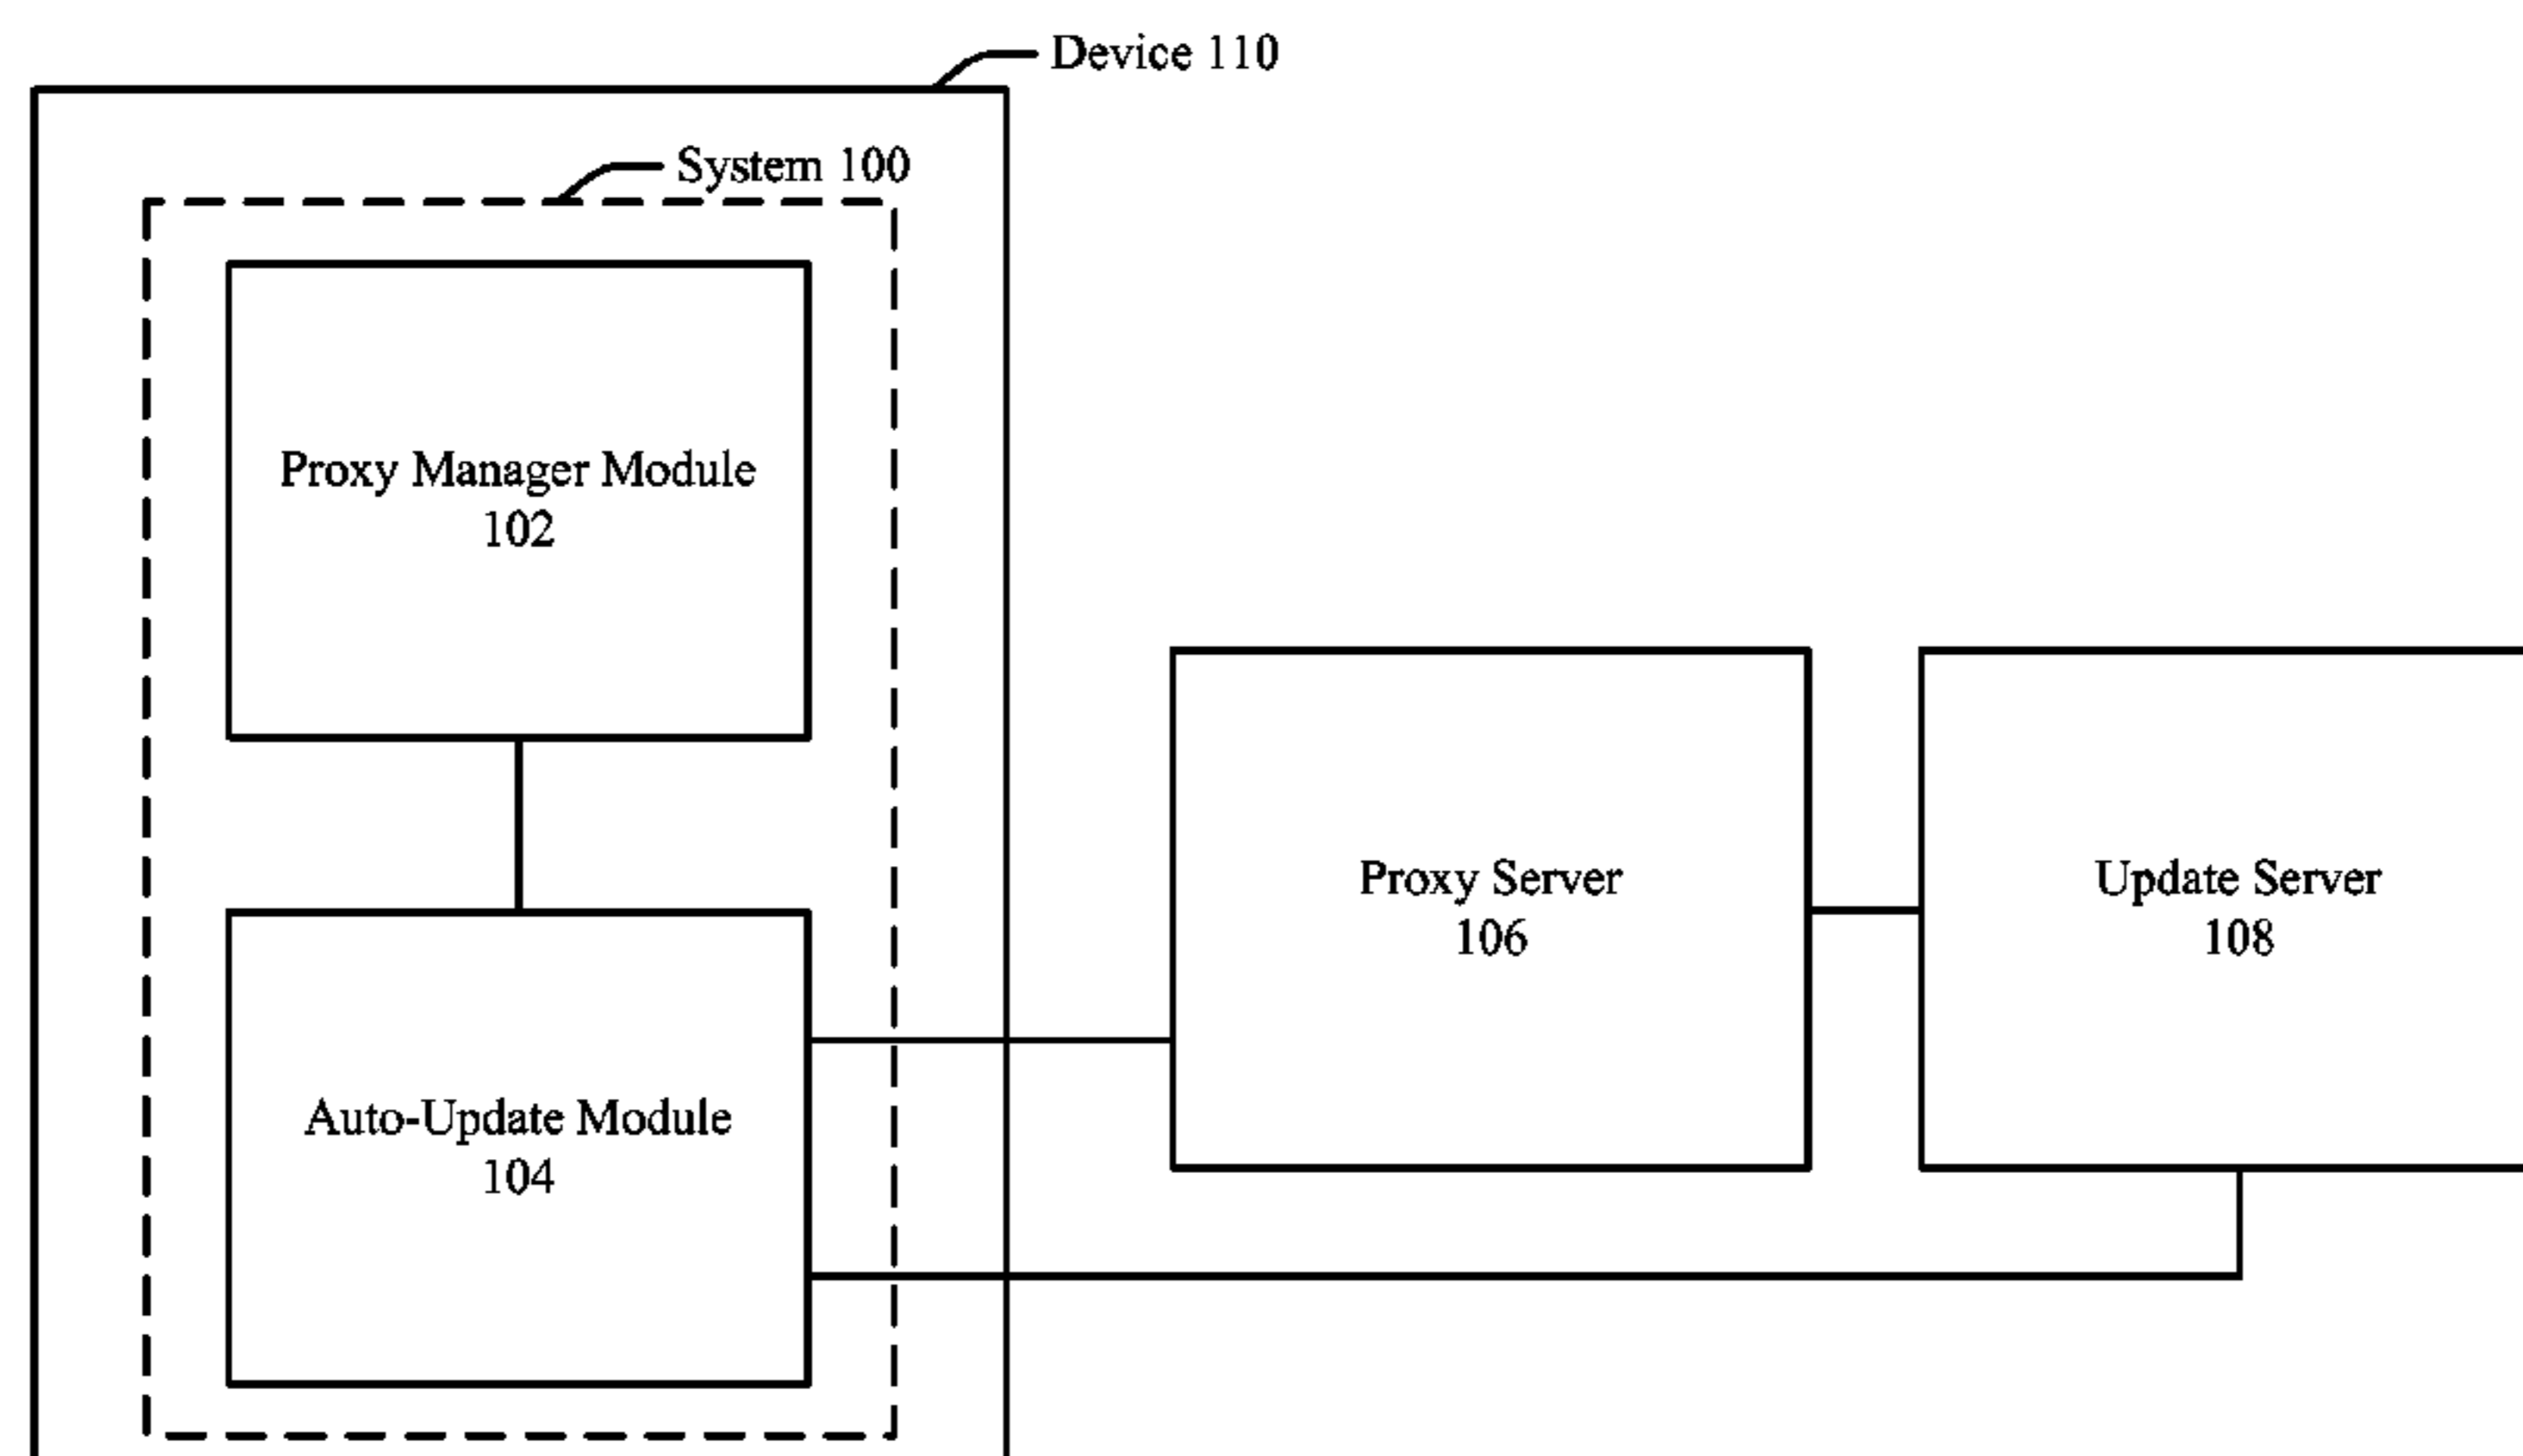 Device 110
System 100
Proxy Manager Module
102
Proxy Server
106
Update Server
108
Auto-Update Module
104